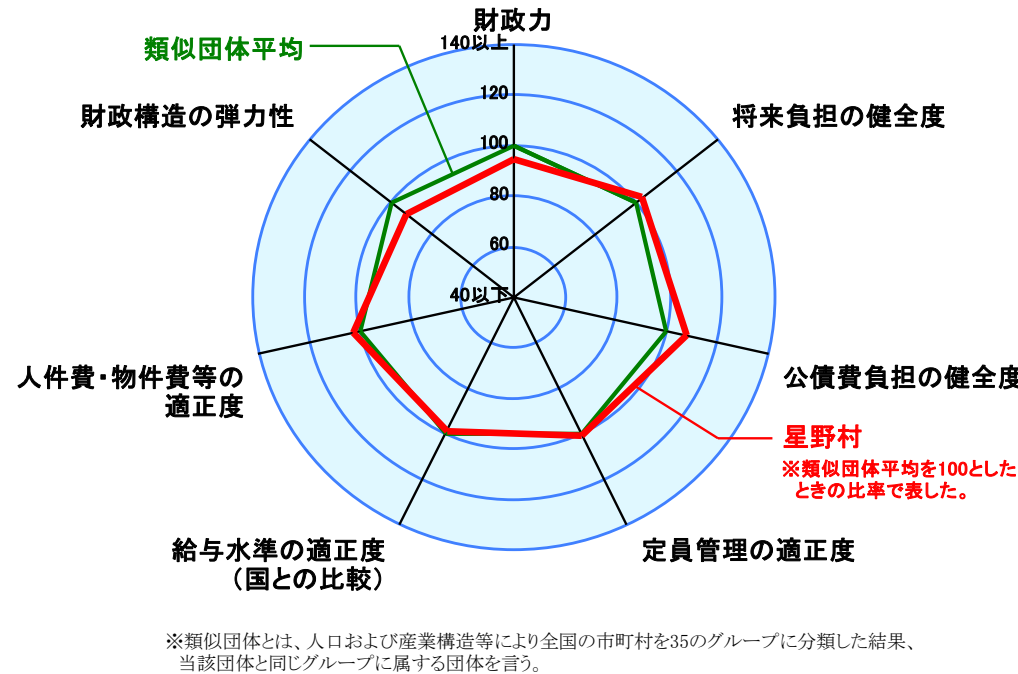 財政力
140以上
類似団体平均
120
財政構造の弾力性
将来負担の健全度
100
80
60
40以下
人件費・物件費等の
適正度
公債費負担の健全度
星野村
※類似団体平均を100とした
ときの比率で表した。
給与水準の適正度
（国との比較）
定員管理の適正度
※類似団体とは、人口および産業構造等により全国の市町村を35のグループに分類した結果、
当該団体と同じグループに属する団体を言う。